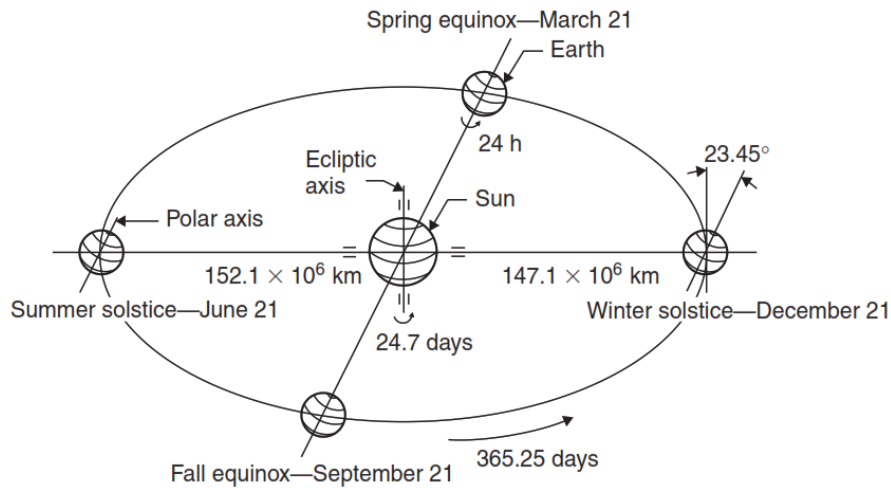 Spring equinox—March 21
Earth
24 h
23.45°
Ecliptic
axis
Sun
Polar axis
152.1 × 10⁶ km
147.1 × 10⁶ km
Summer solstice—June 21
Winter solstice—December 21
24.7 days
365.25 days
Fall equinox—September 21